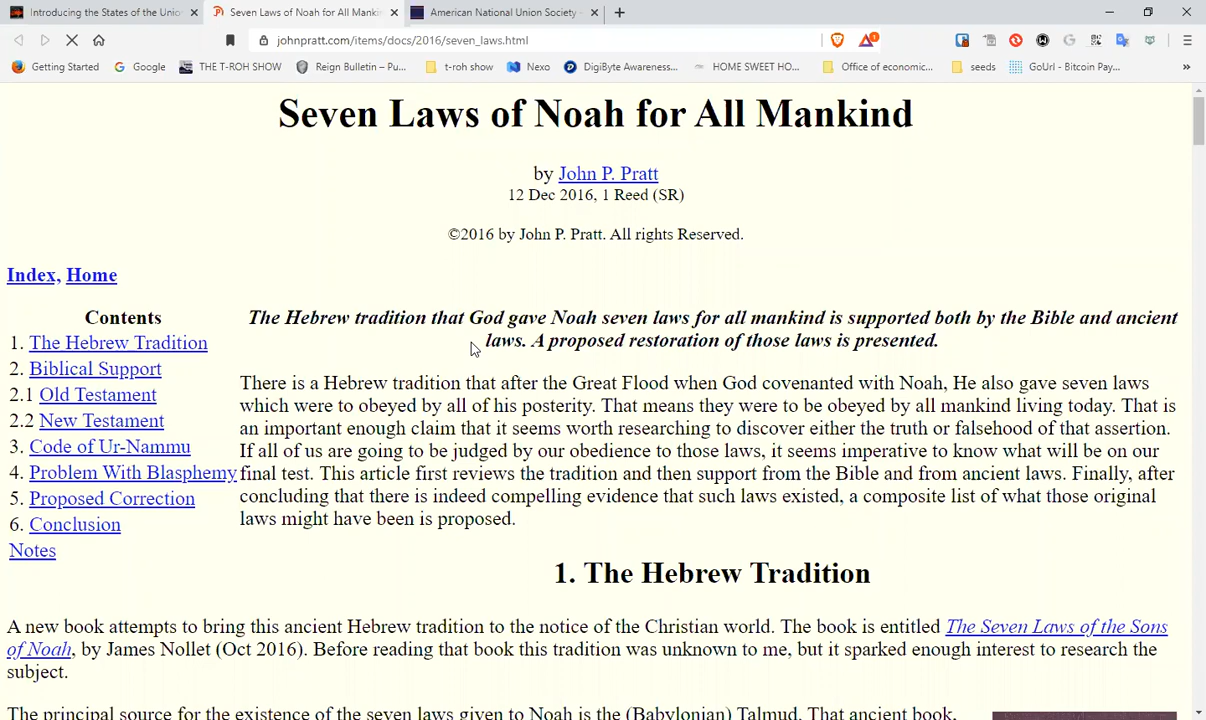 Introducing the States of the Unio
Seven Laws of Noah for All Mankin
American National Union Society
johnpratt.com/items/docs/2016/seven_laws.html
Getting Started
Google
THE T-ROH SHOW
Reign Bulletin – Pu...
t-roh show
Nexo
DigiByte Awareness...
HOME SWEET HO...
Office of economic...
seeds
GoUrl - Bitcoin Pay...
Seven Laws of Noah for All Mankind
by John P. Pratt
12 Dec 2016, 1 Reed (SR)
©2016 by John P. Pratt. All rights Reserved.
Index, Home
Contents
1. The Hebrew Tradition
2. Biblical Support
2.1 Old Testament
2.2 New Testament
3. Code of Ur-Nammu
4. Problem With Blasphemy
5. Proposed Correction
6. Conclusion
Notes
The Hebrew tradition that God gave Noah seven laws for all mankind is supported both by the Bible and ancient
laws. A proposed restoration of those laws is presented.
There is a Hebrew tradition that after the Great Flood when God covenanted with Noah, He also gave seven laws
which were to obeyed by all of his posterity. That means they were to be obeyed by all mankind living today. That is
an important enough claim that it seems worth researching to discover either the truth or falsehood of that assertion.
If all of us are going to be judged by our obedience to those laws, it seems imperative to know what will be on our
final test. This article first reviews the tradition and then support from the Bible and from ancient laws. Finally, after
concluding that there is indeed compelling evidence that such laws existed, a composite list of what those original
laws might have been is proposed.
1. The Hebrew Tradition
A new book attempts to bring this ancient Hebrew tradition to the notice of the Christian world. The book is entitled The Seven Laws of the Sons
of Noah, by James Nollet (Oct 2016). Before reading that book this tradition was unknown to me, but it sparked enough interest to research the
subject.
The principal source for the existence of the seven laws given to Noah is the (Babylonian) Talmud. That ancient book,